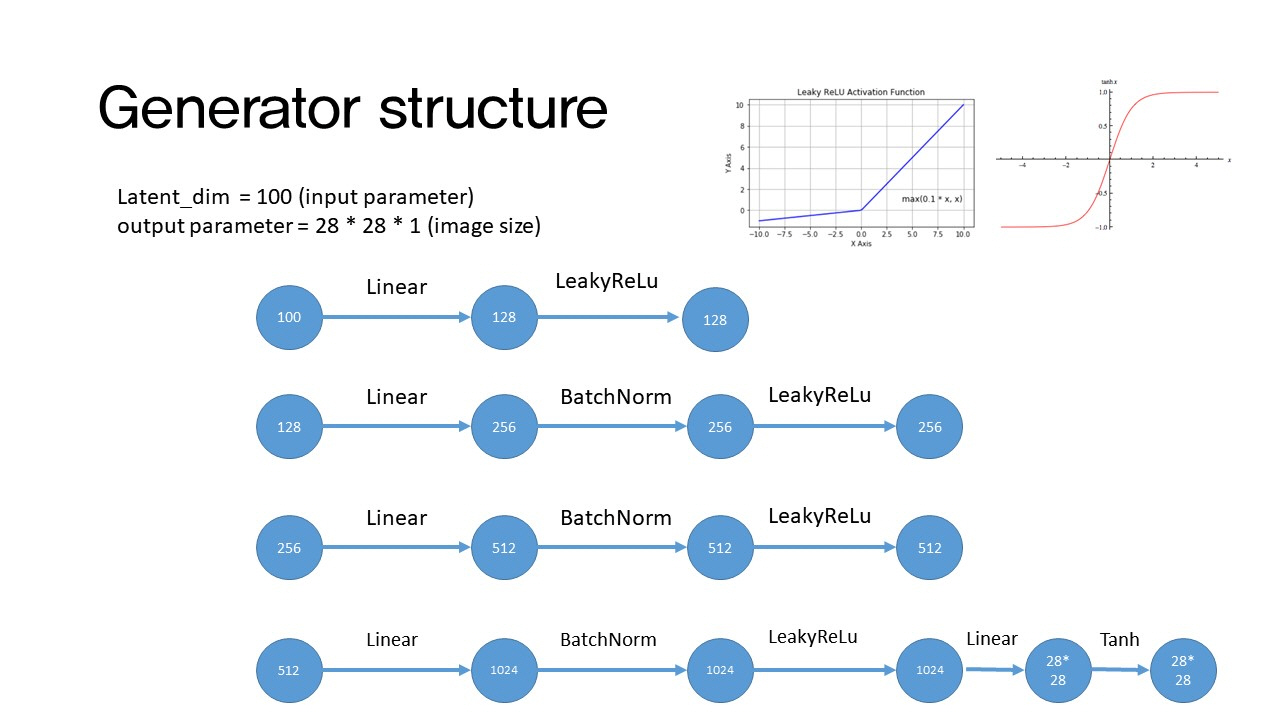 Generator structure
Latent_dim = 100 (input parameter)
output parameter = 28 * 28 * 1 (image size)
Leaky ReLU Activation Function
Y Axis
10
8
6
4
2
0
max(0.1 * x, x)
−10.0 −7.5 −5.0 −2.5 0.0 2.5 5.0 7.5 10.0
X Axis
tanh x
1.0
0.5
−4 −2 2 4 x
−0.5
−1.0
Linear LeakyReLu
100 128 128
Linear BatchNorm LeakyReLu
128 256 256 256
Linear BatchNorm LeakyReLu
256 512 512 512
Linear BatchNorm LeakyReLu Linear Tanh
512 1024 1024 1024 28* 28*
28 28